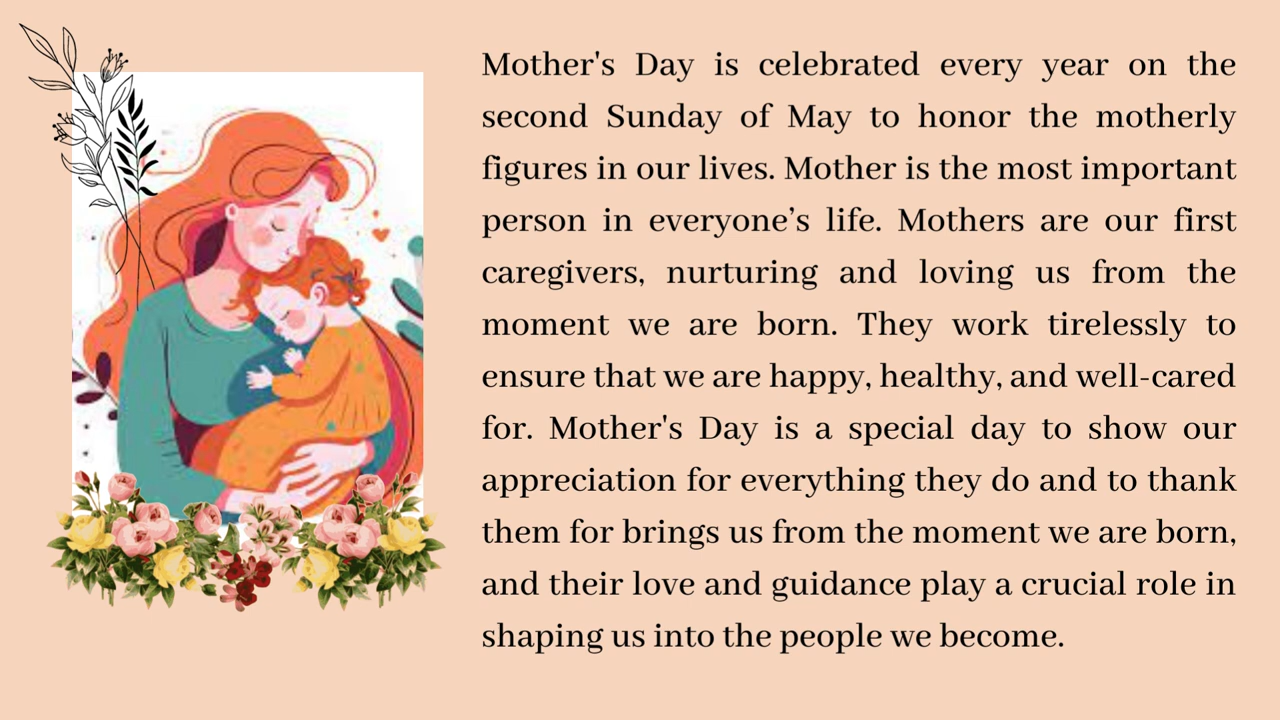 Mother's Day is celebrated every year on the
second Sunday of May to honor the motherly
figures in our lives. Mother is the most important
person in everyone’s life. Mothers are our first
caregivers, nurturing and loving us from the
moment we are born. They work tirelessly to
ensure that we are happy, healthy, and well-cared
for. Mother's Day is a special day to show our
appreciation for everything they do and to thank
them for brings us from the moment we are born,
and their love and guidance play a crucial role in
shaping us into the people we become.